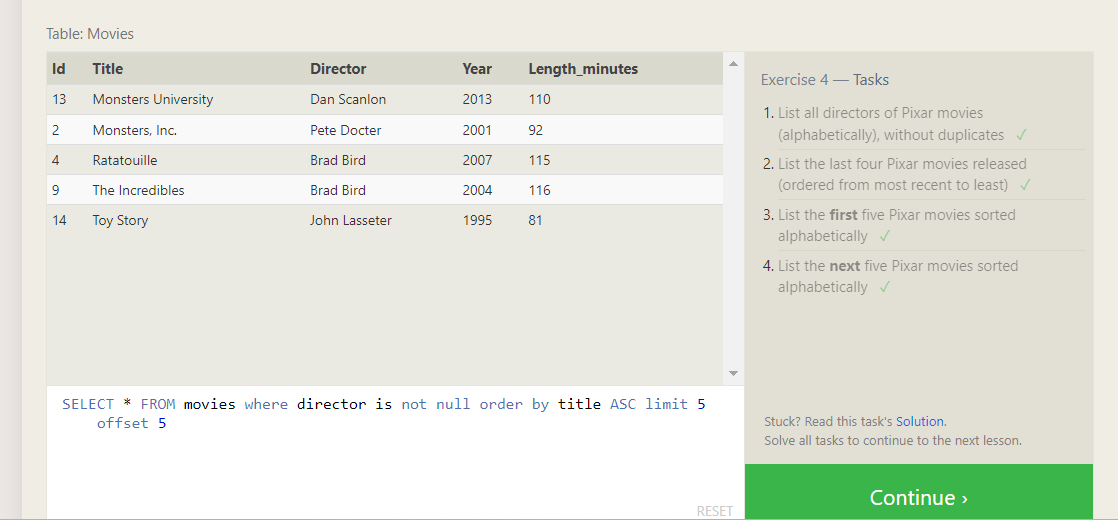 Table: Movies
Id Title Director Year Length_minutes
13 Monsters University Dan Scanlon 2013 110
2 Monsters, Inc. Pete Docter 2001 92
4 Ratatouille Brad Bird 2007 115
9 The Incredibles Brad Bird 2004 116
14 Toy Story John Lasseter 1995 81
SELECT * FROM movies where director is not null order by title ASC limit 5
offset 5
RESET
Exercise 4 — Tasks
1. List all directors of Pixar movies
(alphabetically), without duplicates ✓
2. List the last four Pixar movies released
(ordered from most recent to least) ✓
3. List the first five Pixar movies sorted
alphabetically ✓
4. List the next five Pixar movies sorted
alphabetically ✓
Stuck? Read this task's Solution.
Solve all tasks to continue to the next lesson.
Continue ›